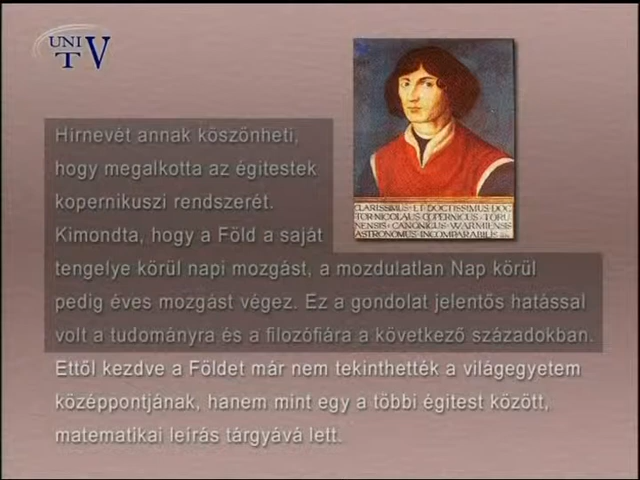 UNI
TV
CLARISSIMUS · ET · DOCTISSIMUS · DOC
TOR · NICOLAUS COPERNICUS · TORU
NENSIS · CANONICUS · WARMIENSIS
ASTRONOMUS · INCOMPARABILIS
Hírnevét annak köszönheti,
hogy megalkotta az égitestek
kopernikuszi rendszerét.
Kimondta, hogy a Föld a saját
tengelye körül napi mozgást, a mozdulatlan Nap körül
pedig éves mozgást végez. Ez a gondolat jelentős hatással
volt a tudományra és a filozófiára a következő századokban.
Ettől kezdve a Földet már nem tekinthették a világegyetem
középpontjának, hanem mint egy a többi égitest között,
matematikai leírás tárgyává lett.